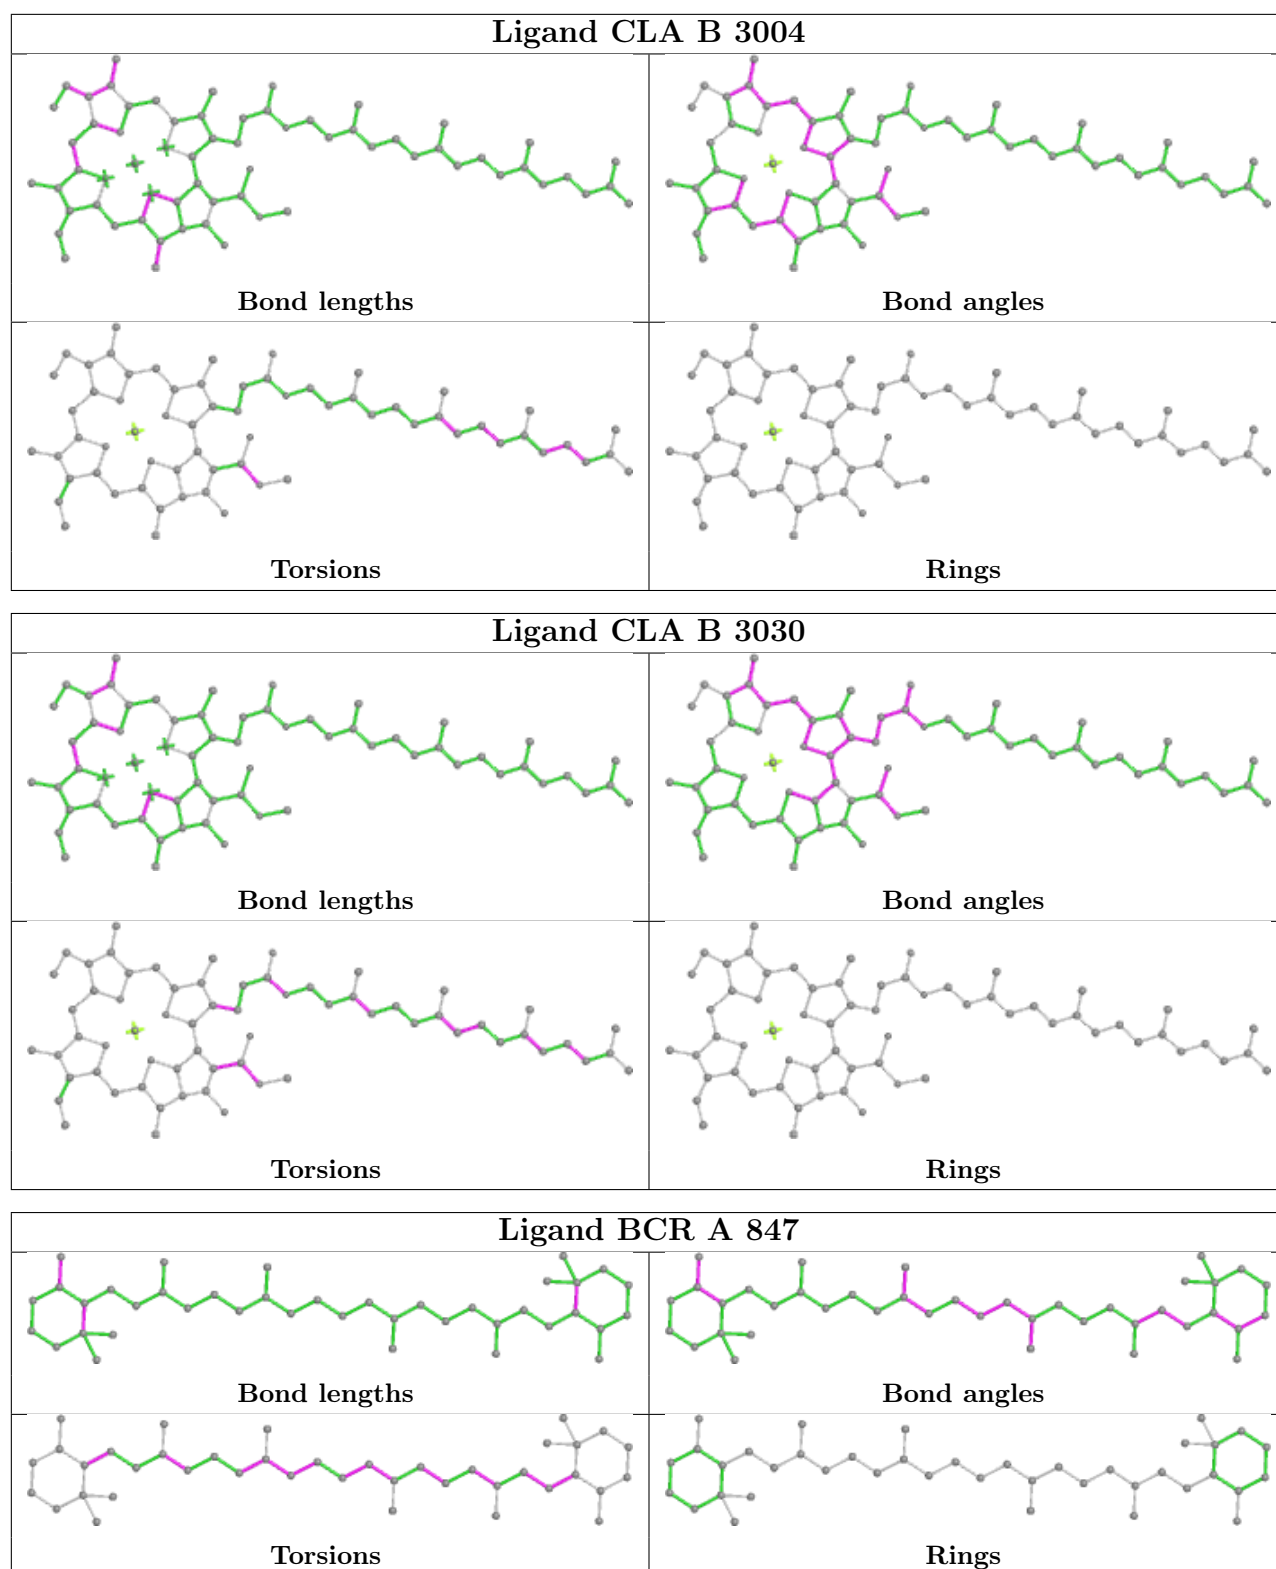 Ligand CLA B 3004
Bond lengths
Bond angles
Torsions
Rings
Ligand CLA B 3030
Bond lengths
Bond angles
Torsions
Rings
Ligand BCR A 847
Bond lengths
Bond angles
Torsions
Rings